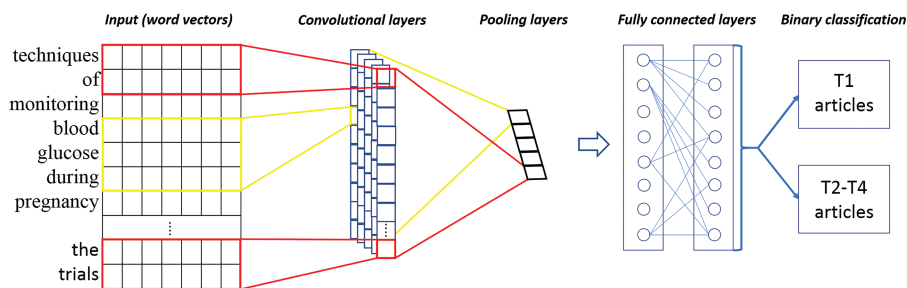 Input (word vectors)
Convolutional layers
Pooling layers
Fully connected layers
Binary classification
techniques
of
monitoring
blood
glucose
during
pregnancy
the
trials
T1
articles
T2-T4
articles